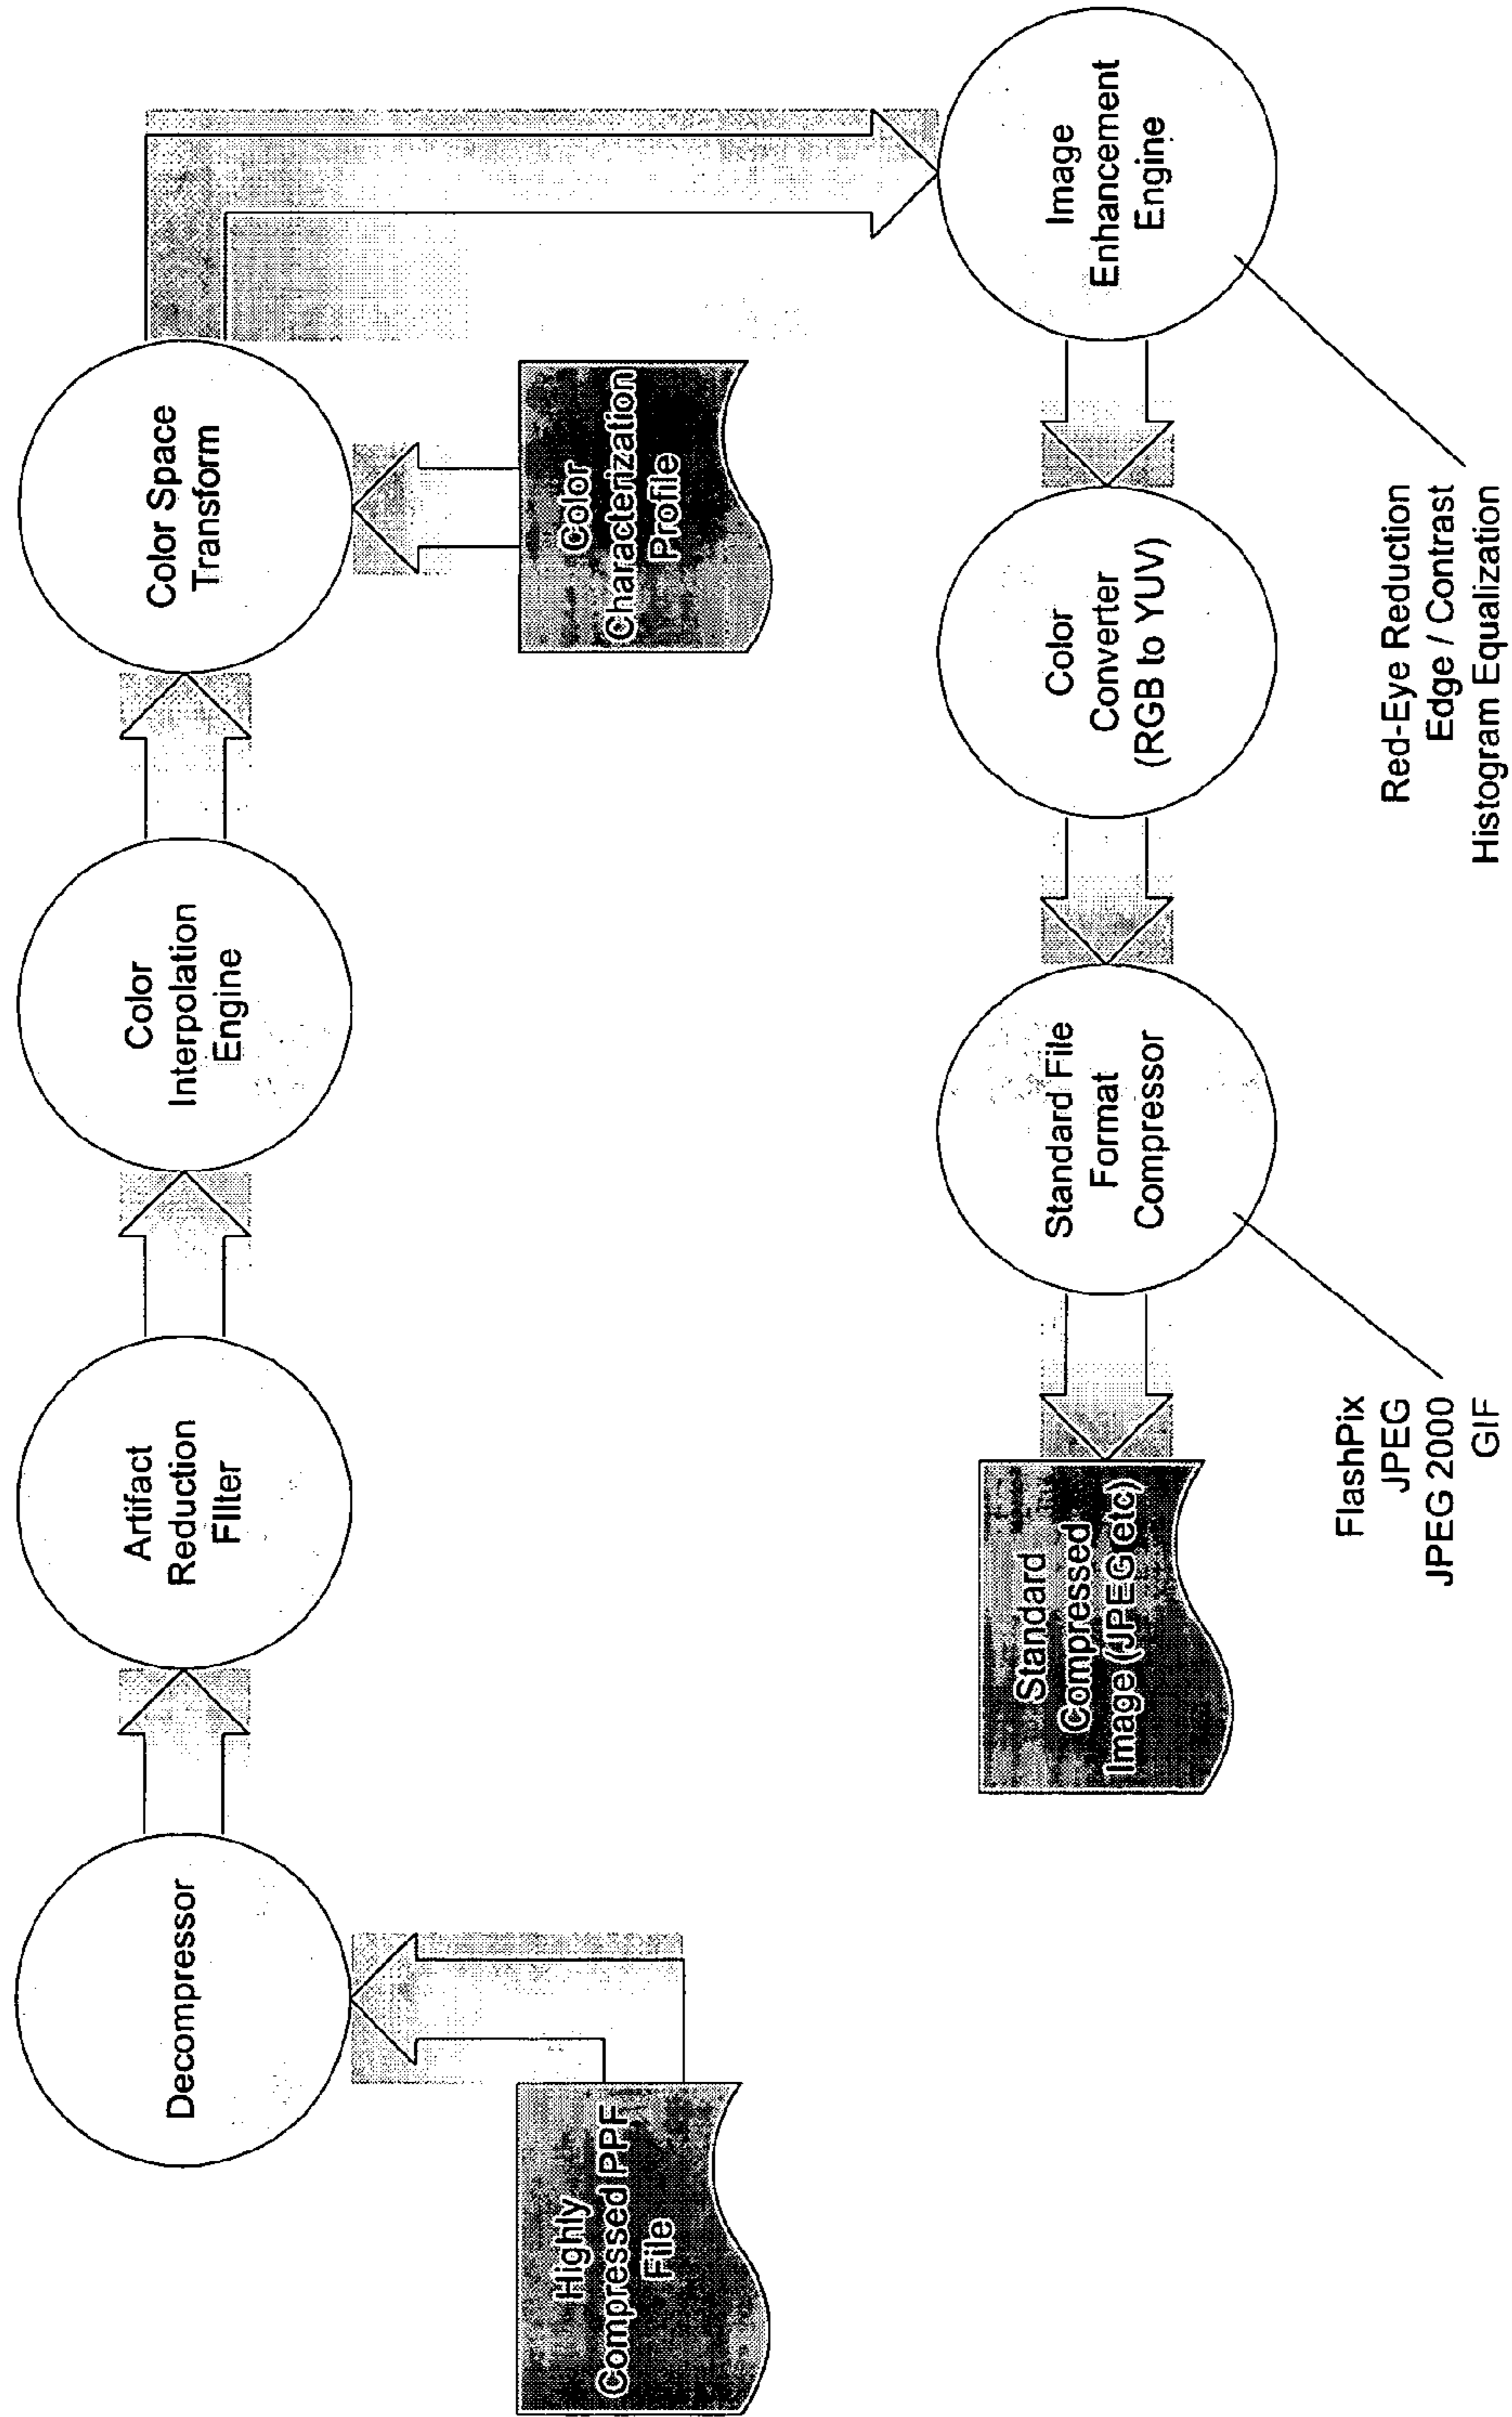 Highly
Compressed PPF
File
Decompressor
Artifact
Reduction
Filter
Color
Interpolation
Engine
Color Space
Transform
Color
Characterization
Profile
Image
Enhancement
Engine
Red-Eye Reduction
Edge / Contrast
Histogram Equalization
Color
Converter
(RGB to YUV)
Standard File
Format
Compressor
FlashPix
JPEG
JPEG 2000
GIF
Standard
Compressed
Image (JPEG etc)